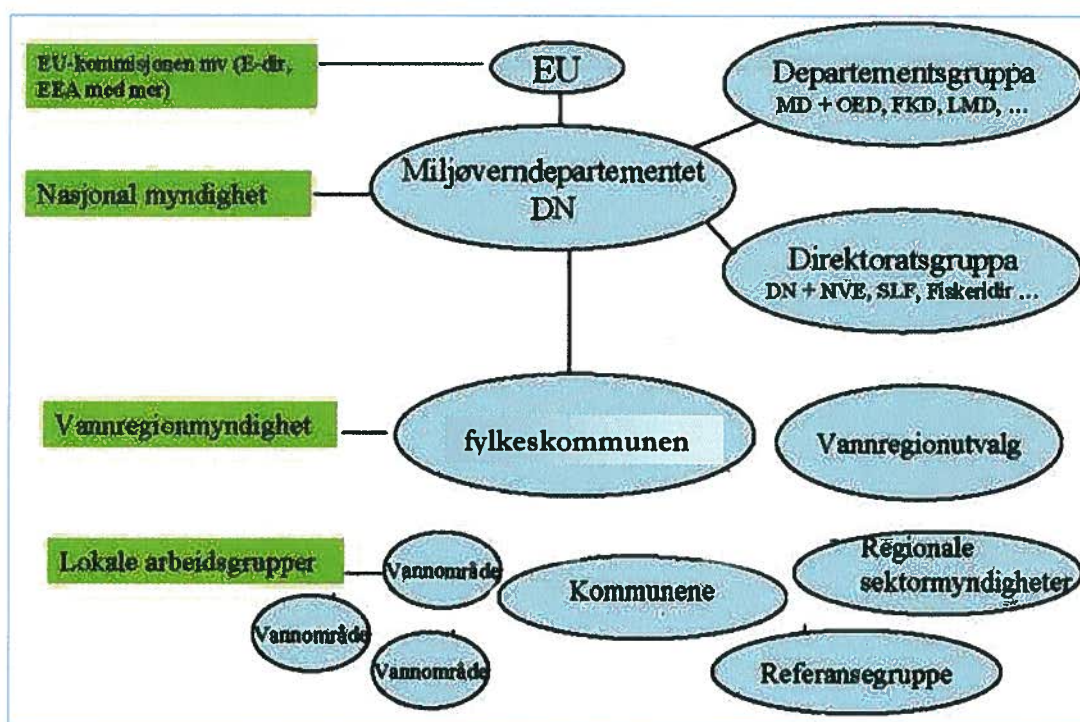 EU-kommisjonen mv (E-dir,
EEA med mer)
EU
Departementsgruppa
MD + OED, FKD, LMD, ...
Miljøverndepartementet
DN
Nasjonal myndighet
Direktoratsgruppa
DN + NVE, SLF, Fiskeridir ...
Vannregionmyndighet
fylkeskommunen
Vannregionutvalg
Lokale arbeidsgrupper
Vannområde
Kommunene
Regionale
sektormyndigheter
Vannområde
Vannområde
Referansegruppe